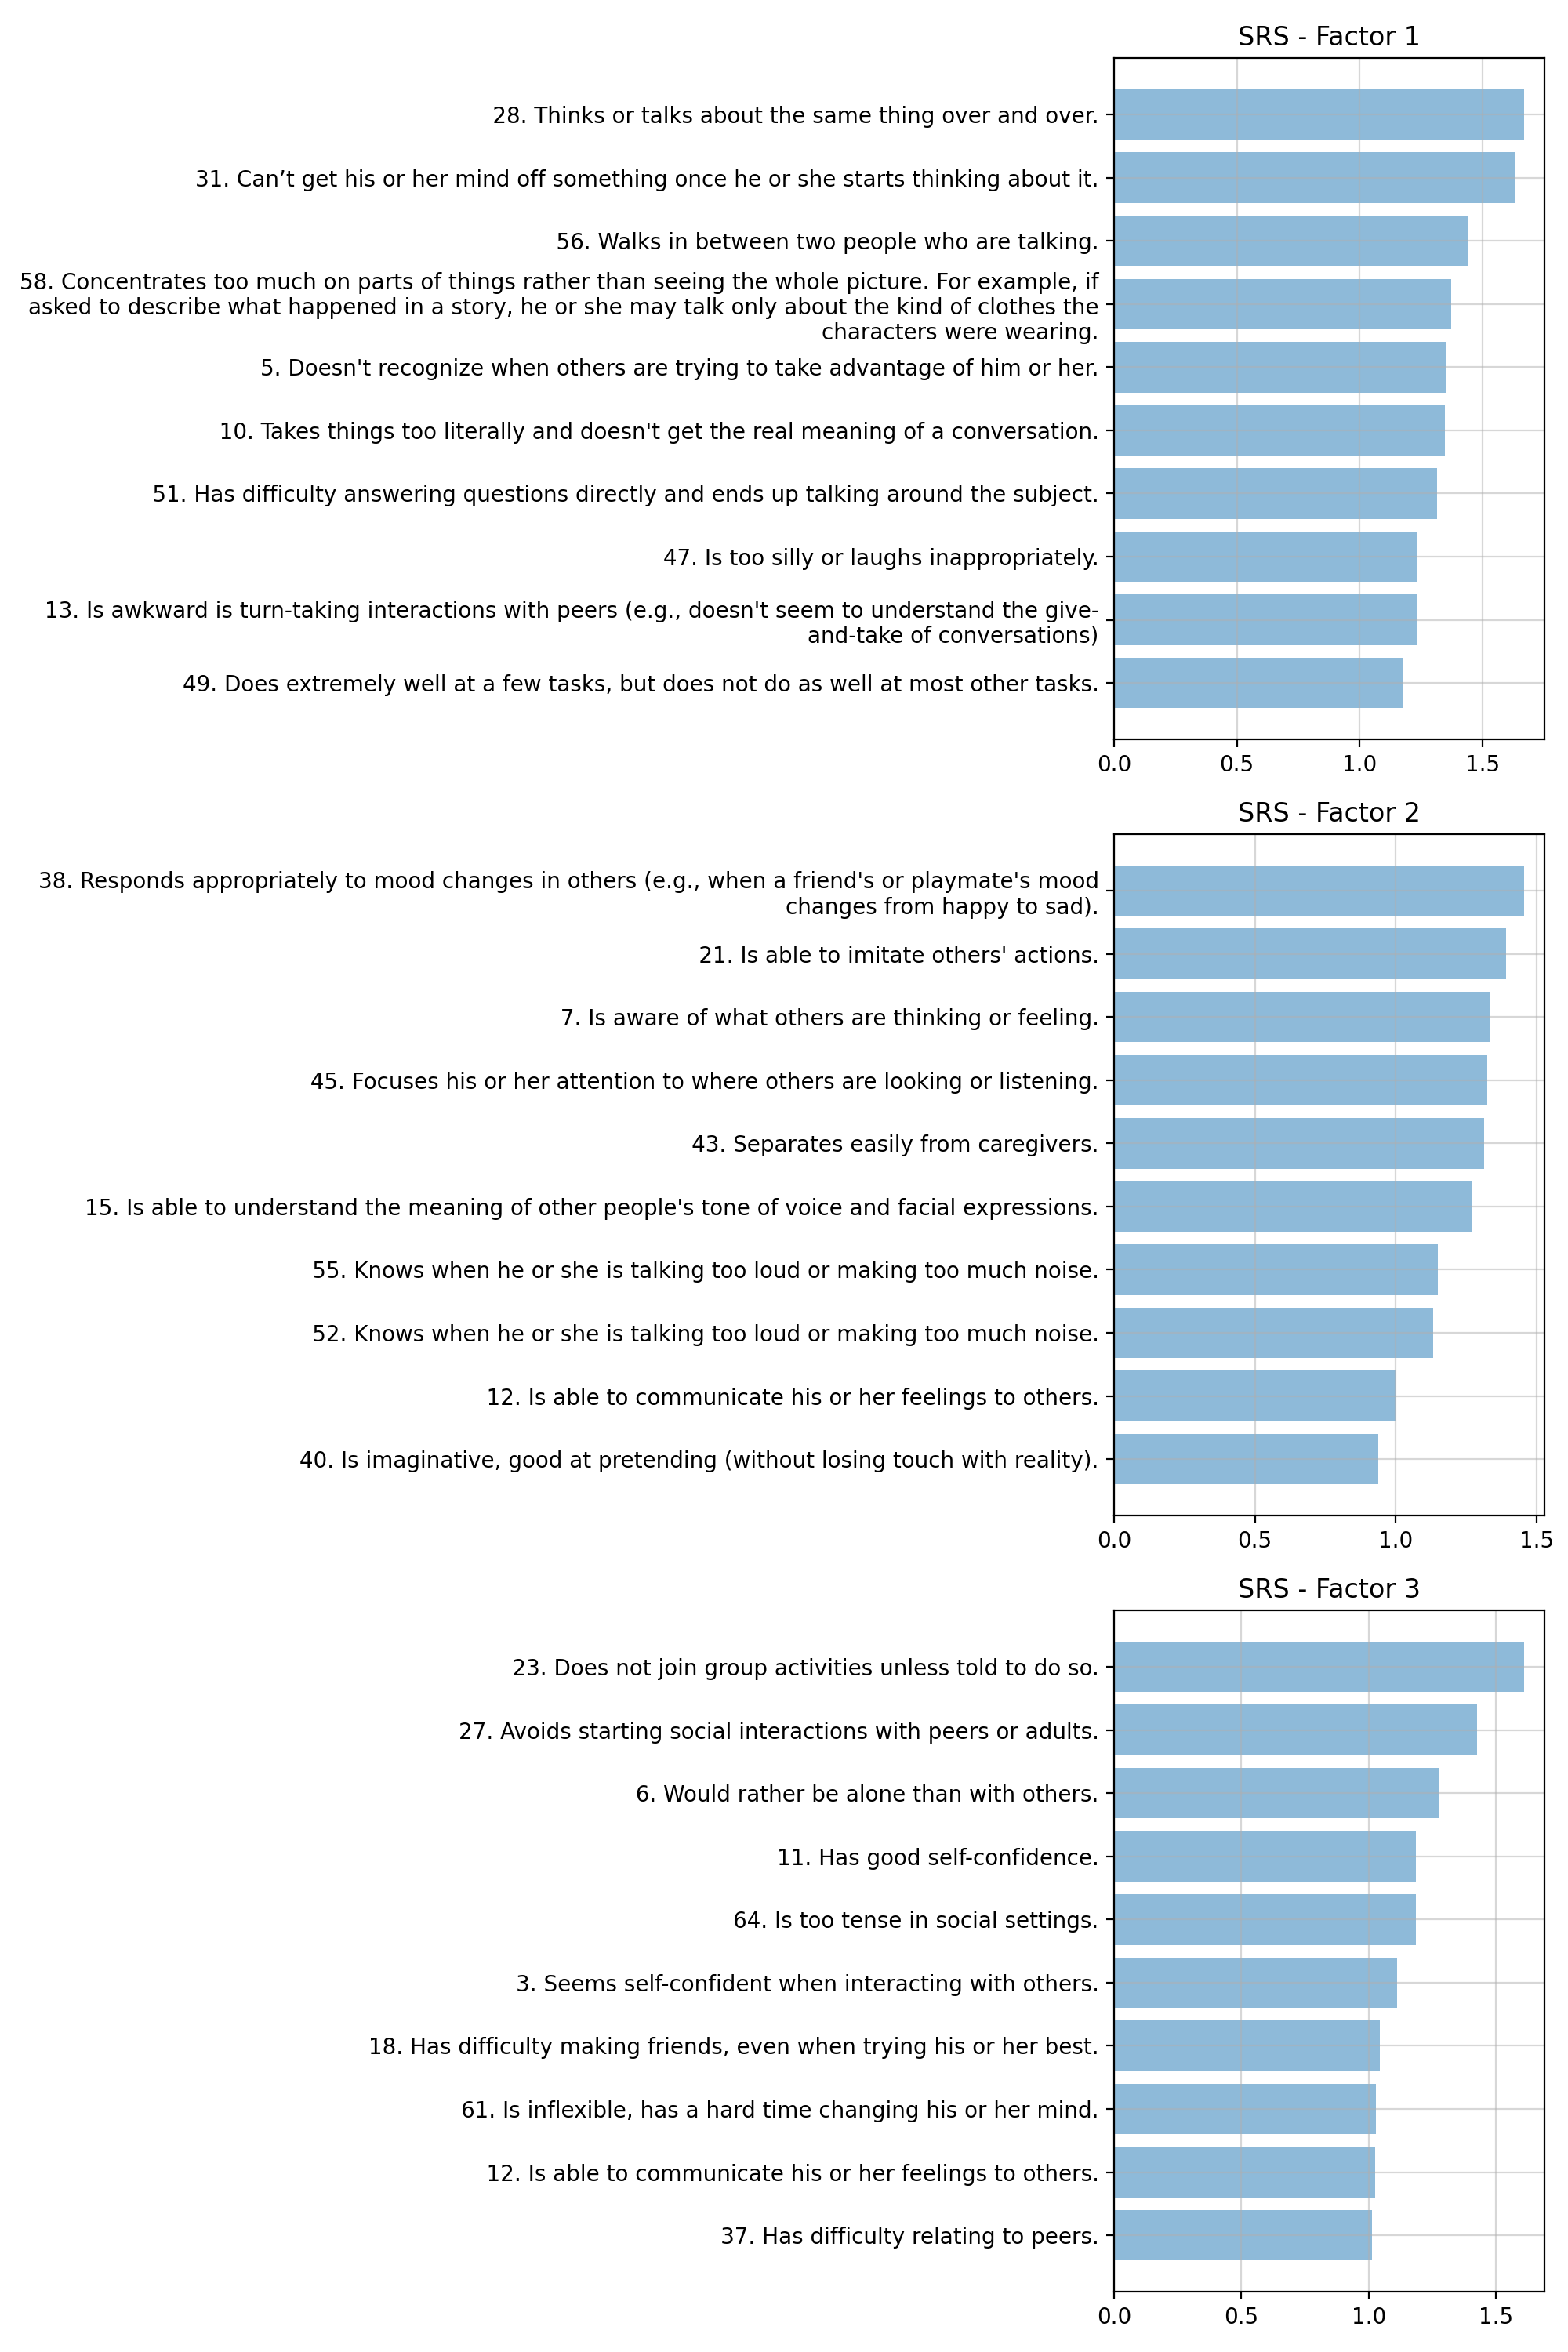 SRS - Factor 1
28. Thinks or talks about the same thing over and over.
31. Can’t get his or her mind off something once he or she starts thinking about it.
56. Walks in between two people who are talking.
58. Concentrates too much on parts of things rather than seeing the whole picture. For example, if
asked to describe what happened in a story, he or she may talk only about the kind of clothes the
characters were wearing.
5. Doesn't recognize when others are trying to take advantage of him or her.
10. Takes things too literally and doesn't get the real meaning of a conversation.
51. Has difficulty answering questions directly and ends up talking around the subject.
47. Is too silly or laughs inappropriately.
13. Is awkward is turn-taking interactions with peers (e.g., doesn't seem to understand the give-
and-take of conversations)
49. Does extremely well at a few tasks, but does not do as well at most other tasks.
0.0 0.5 1.0 1.5
SRS - Factor 2
38. Responds appropriately to mood changes in others (e.g., when a friend's or playmate's mood
changes from happy to sad).
21. Is able to imitate others' actions.
7. Is aware of what others are thinking or feeling.
45. Focuses his or her attention to where others are looking or listening.
43. Separates easily from caregivers.
15. Is able to understand the meaning of other people's tone of voice and facial expressions.
55. Knows when he or she is talking too loud or making too much noise.
52. Knows when he or she is talking too loud or making too much noise.
12. Is able to communicate his or her feelings to others.
40. Is imaginative, good at pretending (without losing touch with reality).
0.0 0.5 1.0 1.5
SRS - Factor 3
23. Does not join group activities unless told to do so.
27. Avoids starting social interactions with peers or adults.
6. Would rather be alone than with others.
11. Has good self-confidence.
64. Is too tense in social settings.
3. Seems self-confident when interacting with others.
18. Has difficulty making friends, even when trying his or her best.
61. Is inflexible, has a hard time changing his or her mind.
12. Is able to communicate his or her feelings to others.
37. Has difficulty relating to peers.
0.0 0.5 1.0 1.5